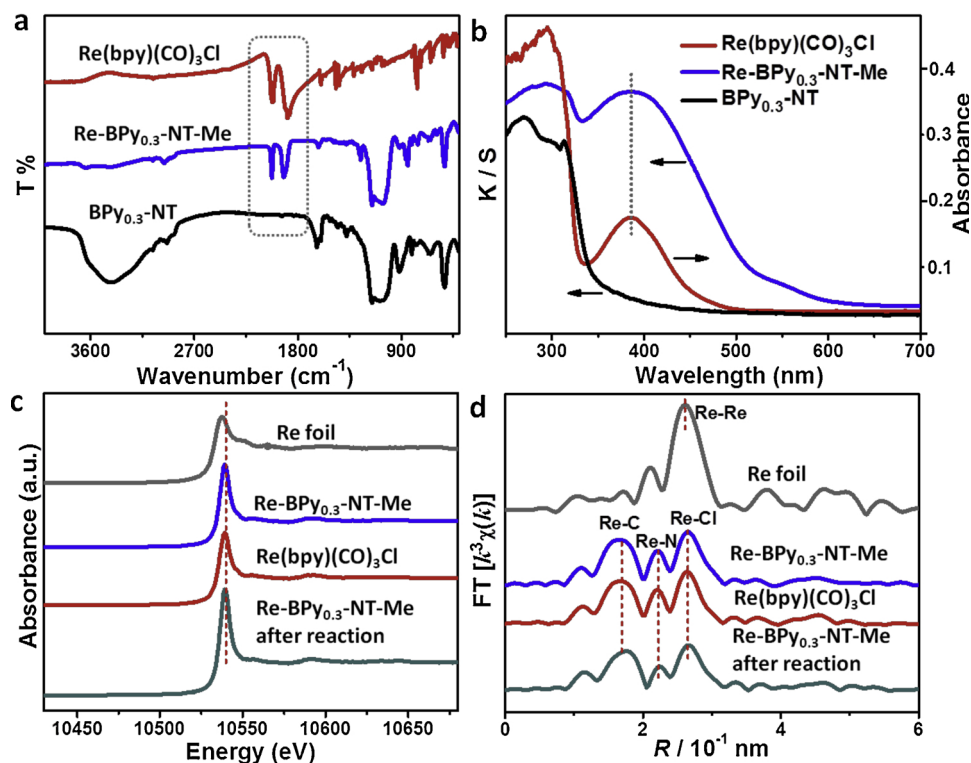 a
Re(bpy)(CO)₃Cl
Re-BPy₀.₃-NT-Me
BPy₀.₃-NT
T %
3600 2700 1800 900
Wavenumber (cm⁻¹)
b
Re(bpy)(CO)₃Cl
Re-BPy₀.₃-NT-Me
BPy₀.₃-NT
K / S
0.4
0.3
0.2
0.1
Absorbance
300 400 500 600 700
Wavelength (nm)
c
Re foil
Re-BPy₀.₃-NT-Me
Re(bpy)(CO)₃Cl
Re-BPy₀.₃-NT-Me
after reaction
Absorbance (a.u.)
10450 10500 10550 10600 10650
Energy (eV)
d
Re-Re
Re foil
Re-C
Re-N
Re-Cl
Re-BPy₀.₃-NT-Me
Re(bpy)(CO)₃Cl
Re-BPy₀.₃-NT-Me
after reaction
FT [k³χ(k)]
0 2 4 6
R / 10⁻¹ nm